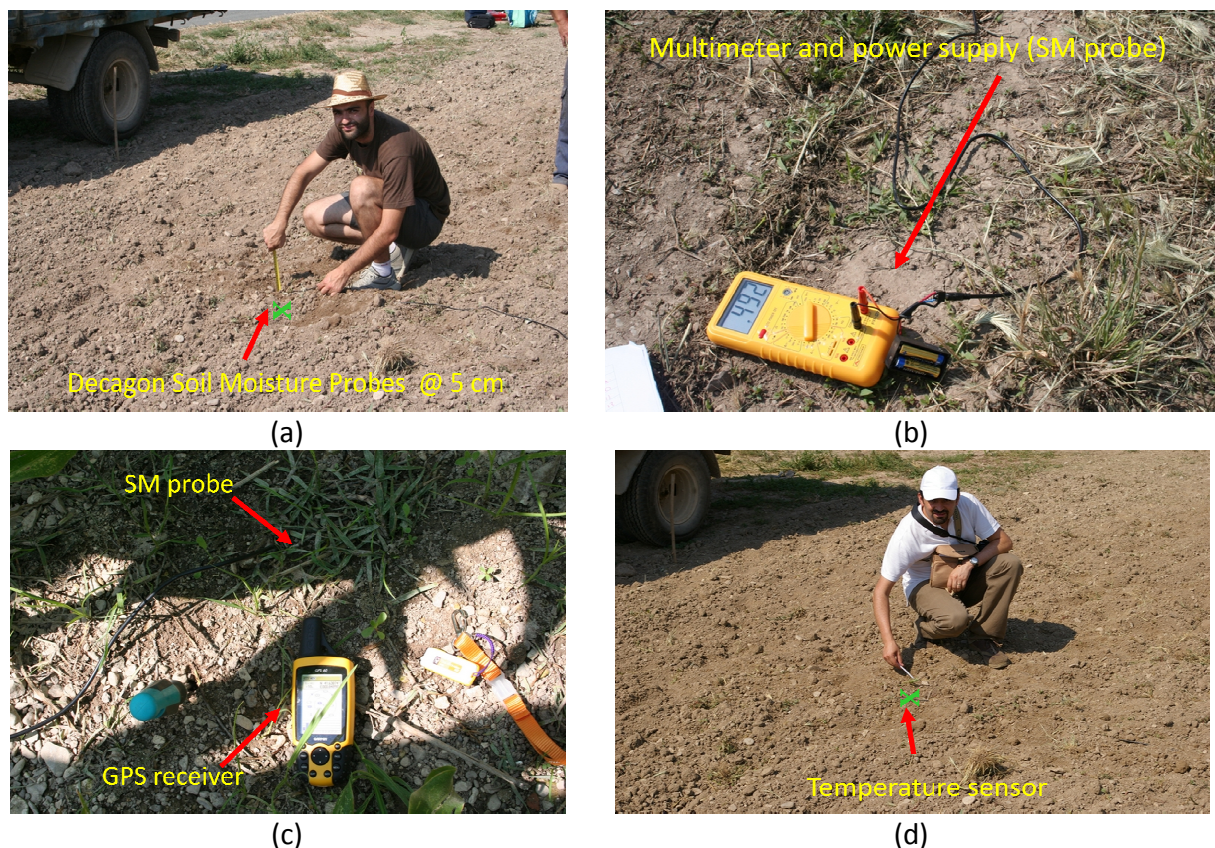 Decagon Soil Moisture Probes @ 5 cm
(a)
Multimeter and power supply (SM probe)
(b)
SM probe
GPS receiver
(c)
Temperature sensor
(d)